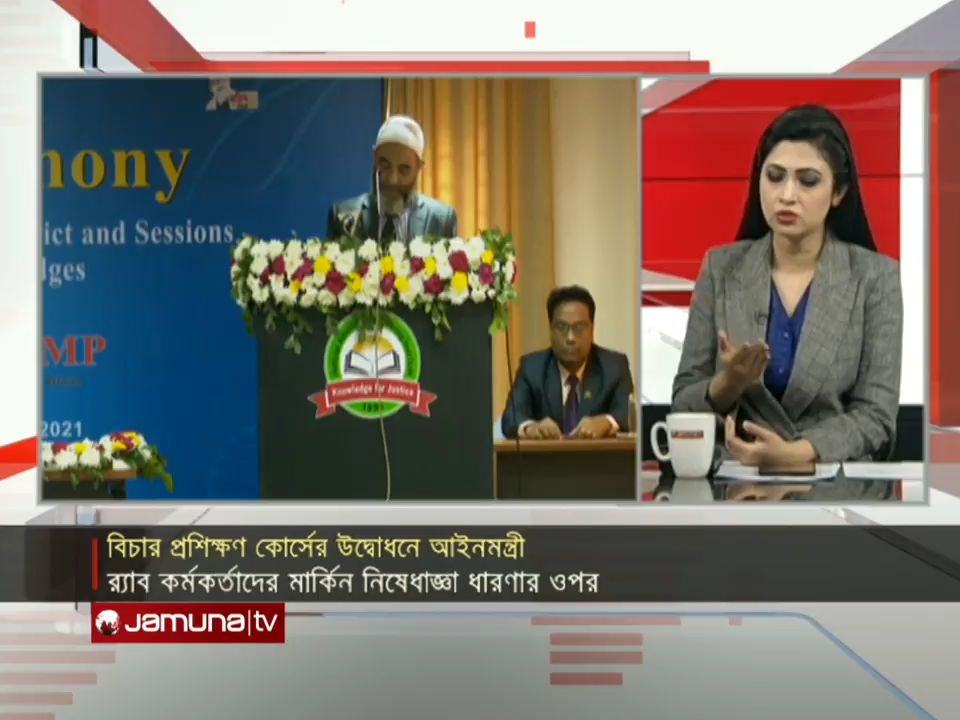 mony
ict and Sessions
lges
MP
2021
Knowledge for Justice
বিচার প্রশিক্ষণ কোর্সের উদ্বোধনে আইনমন্ত্রী
র‍্যাব কর্মকর্তাদের মার্কিন নিষেধাজ্ঞা ধারণার ওপর
Jamuna|tv